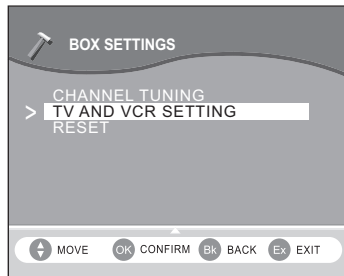 BOX SETTINGS
CHANNEL TUNING
> TV AND VCR SETTING
RESET
MOVE OK CONFIRM Bk BACK Ex EXIT